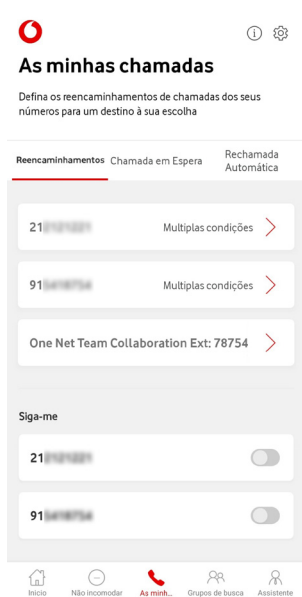 As minhas chamadas
Defina os reencaminhamentos de chamadas dos seus
números para um destino à sua escolha
Reencaminhamentos Chamada em Espera Rechamada
Automática
21 Multiplas condições
91 Multiplas condições
One Net Team Collaboration Ext: 78754
Siga-me
21
91
Inicio Não incomodar As minh... Grupos de busca Assistente